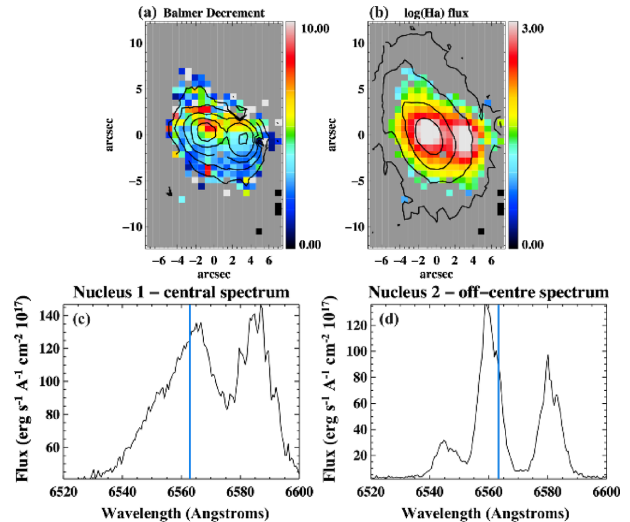 (a) Balmer Decrement
(b) log(Ha) flux
10.00
3.00
10
5
0
-5
-10
arcsec
0.00
-6 -4 -2 0 2 4 6
arcsec
10
5
0
-5
-10
arcsec
0.00
-6 -4 -2 0 2 4 6
arcsec
Nucleus 1 – central spectrum
Nucleus 2 – off-centre spectrum
(c)
140
120
100
80
60
Flux (erg s⁻¹ A⁻¹ cm⁻² 10¹⁷)
6520 6540 6560 6580 6600
Wavelength (Angstroms)
(d)
120
100
80
60
40
20
Flux (erg s⁻¹ A⁻¹ cm⁻² 10¹⁷)
6520 6540 6560 6580 6600
Wavelength (Angstroms)